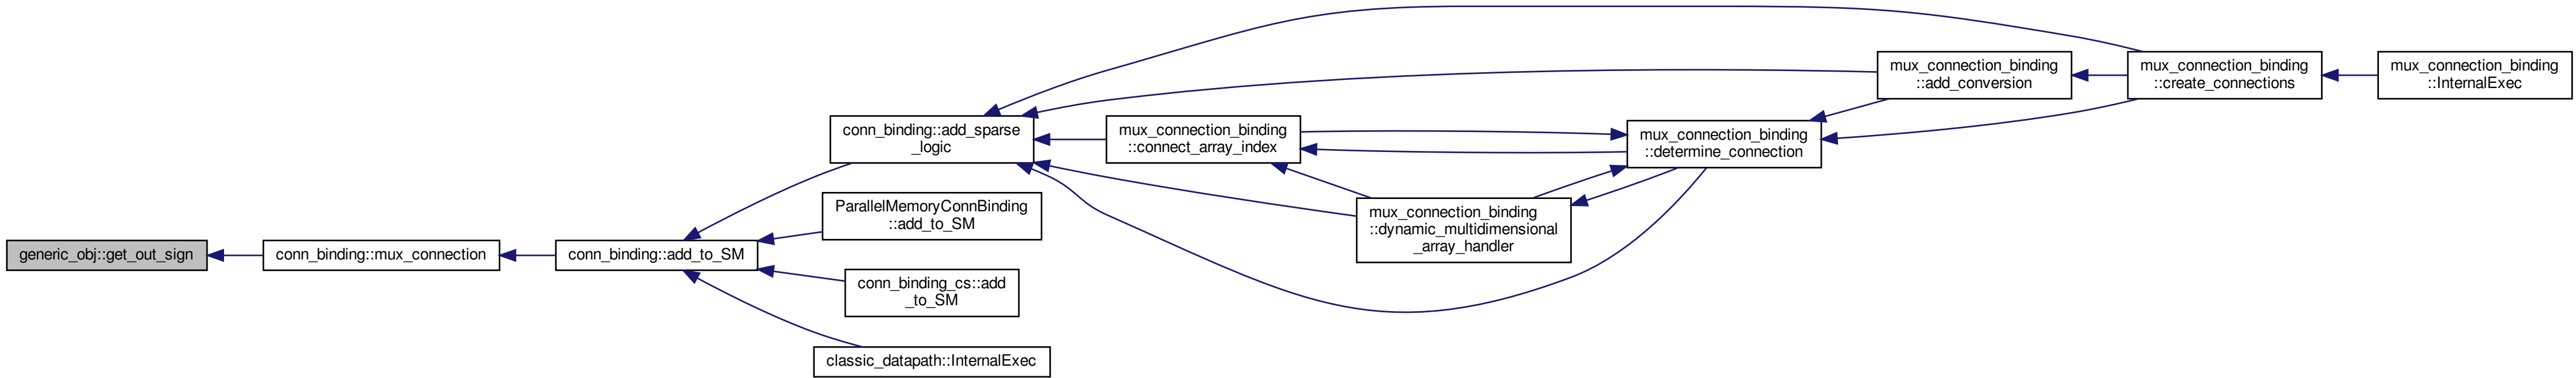 generic_obj::get_out_sign
conn_binding::mux_connection
conn_binding::add_to_SM
conn_binding::add_sparse
_logic
ParallelMemoryConnBinding
::add_to_SM
conn_binding_cs::add
_to_SM
classic_datapath::InternalExec
mux_connection_binding
::connect_array_index
mux_connection_binding
::dynamic_multidimensional
_array_handler
mux_connection_binding
::determine_connection
mux_connection_binding
::add_conversion
mux_connection_binding
::create_connections
mux_connection_binding
::InternalExec